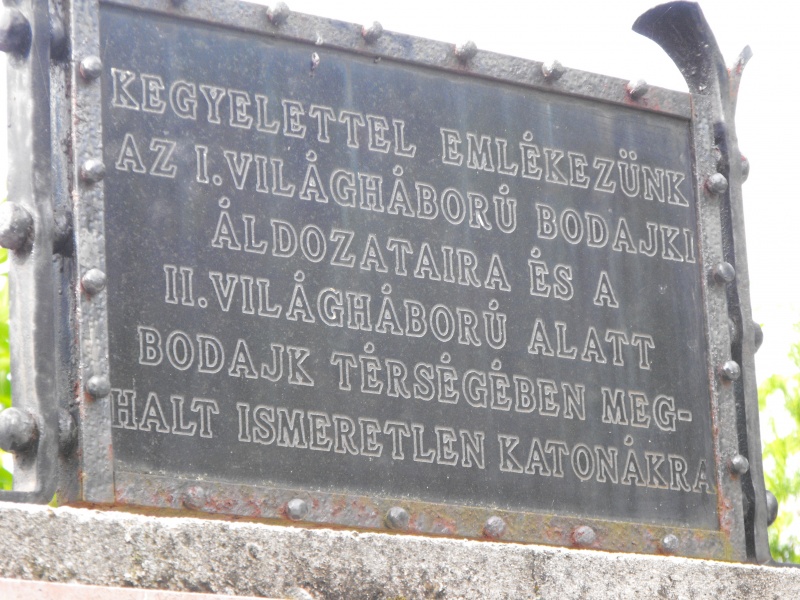 KEGYELETTEL EMLÉKEZÜNK
AZ I. VILÁGHÁBORÚ BODAJKI
ÁLDOZATAIRA ÉS A
II. VILÁGHÁBORÚ ALATT
BODAJK TÉRSÉGÉBEN MEG-
HALT ISMERETLEN KATONÁKRA